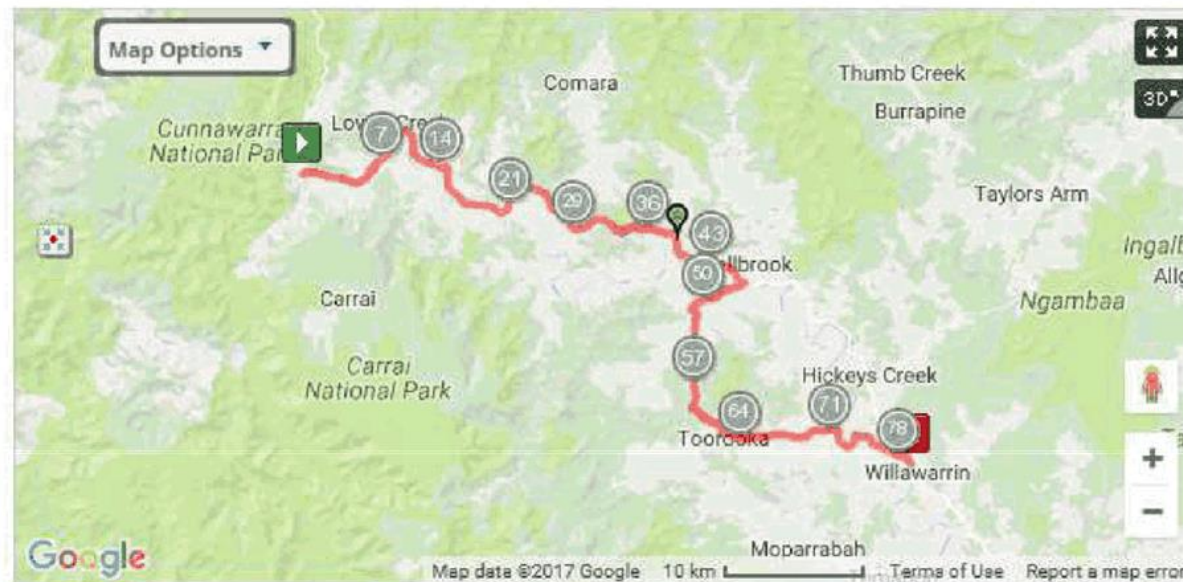 Map Options
Comara
Thumb Creek
Burrapine
Cunnawarra
National Park
7
14
21
29
36
43
50
Taylors Arm
Carrai
Ngambaa
Carrai
National Park
57
Hickeys Creek
64
71
78
Toorooka
Willawarrin
Moparrabah
+
−
3D
Google
Map data ©2017 Google 10 km Terms of Use Report a map error